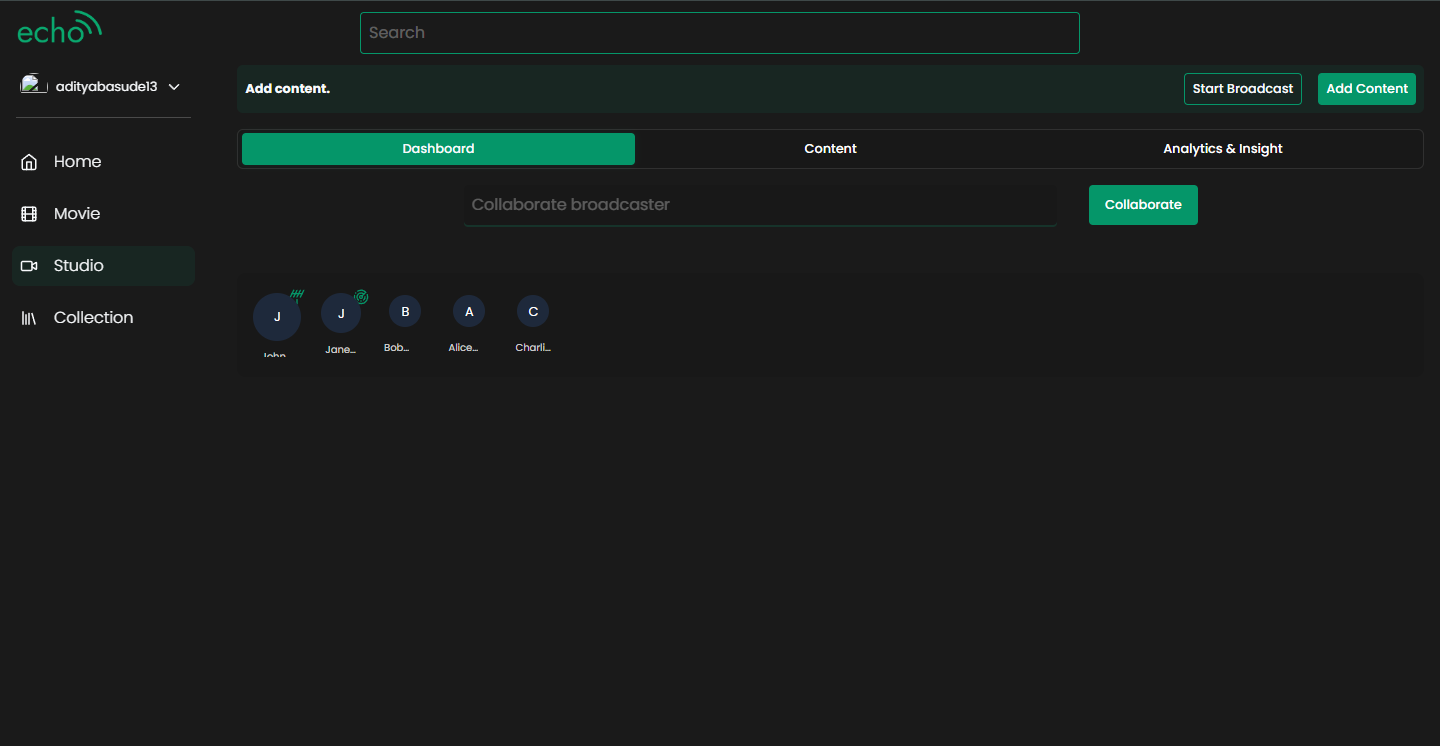 echo
Search
adityabasude13
Add content.
Start Broadcast
Add Content
Dashboard
Content
Analytics & Insight
Home
Movie
Studio
Collection
Collaborate broadcaster
Collaborate
J
J
B
A
C
John
Jane...
Bob...
Alice...
Charli...